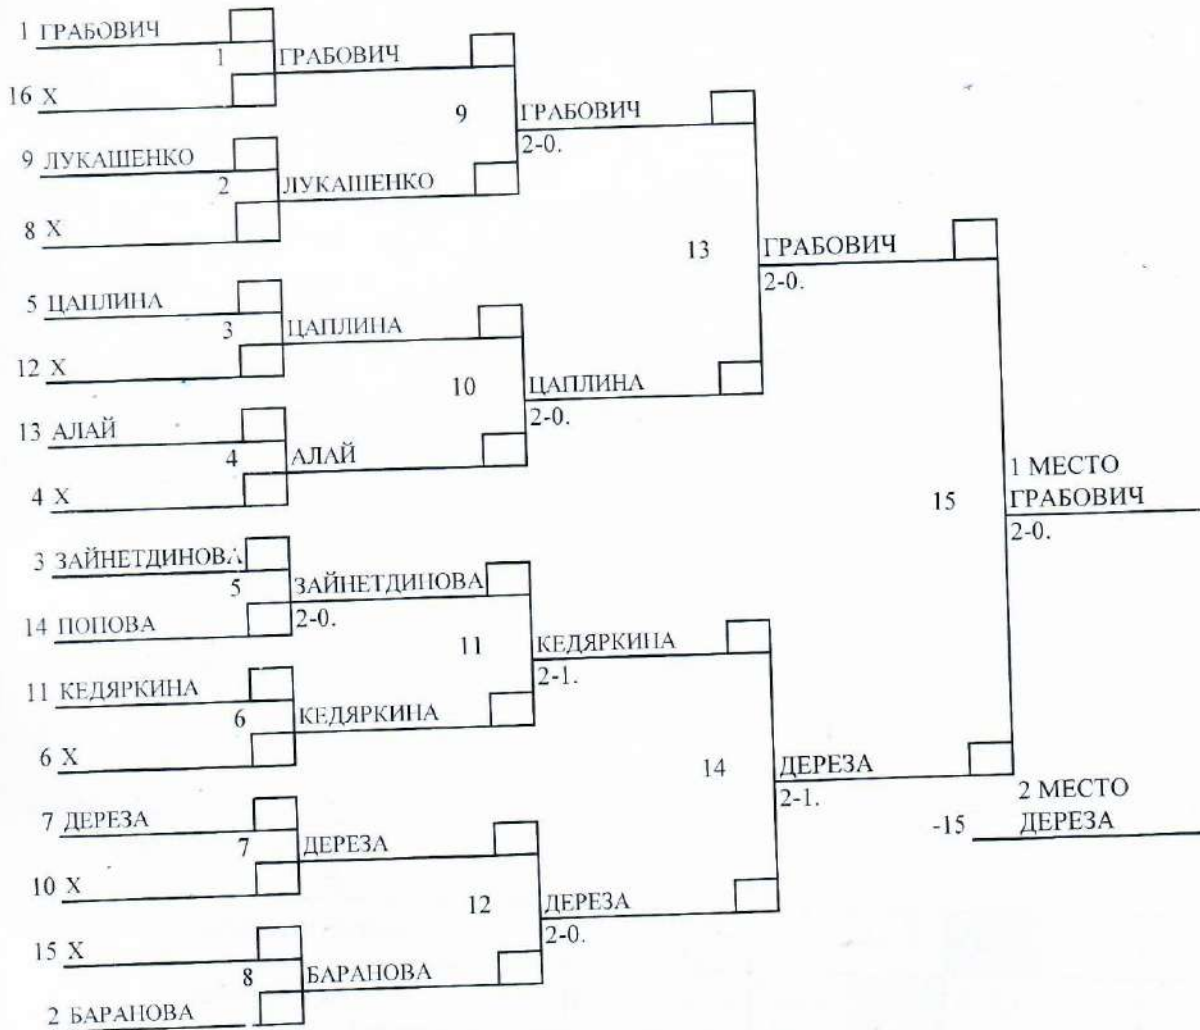 1 ГРАБОВИЧ
1
ГРАБОВИЧ
16 X
9
ГРАБОВИЧ
2-0.
9 ЛУКАШЕНКО
2
ЛУКАШЕНКО
8 X
13
ГРАБОВИЧ
2-0.
5 ЦАПЛИНА
3
ЦАПЛИНА
12 X
10
ЦАПЛИНА
2-0.
13 АЛАЙ
4
АЛАЙ
4 X
15
1 МЕСТО
ГРАБОВИЧ
2-0.
3 ЗАЙНЕТДИНОВА
5
ЗАЙНЕТДИНОВА
2-0.
14 ПОПОВА
11
КЕДЯРКИНА
2-1.
11 КЕДЯРКИНА
6
КЕДЯРКИНА
6 X
14
ДЕРЕЗА
2-1.
7 ДЕРЕЗА
7
ДЕРЕЗА
10 X
12
ДЕРЕЗА
2-0.
15 X
8
БАРАНОВА
2 БАРАНОВА
-15
2 МЕСТО
ДЕРЕЗА